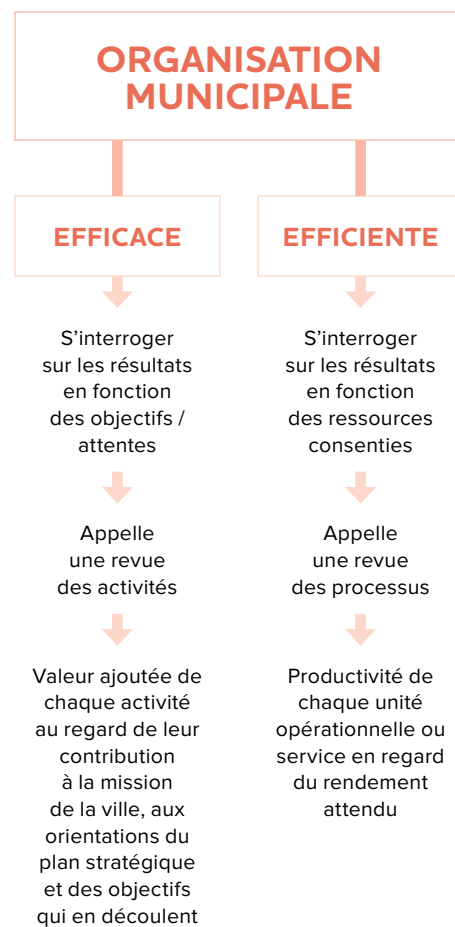 ORGANISATION
MUNICIPALE
EFFICACE
S’interroger
sur les résultats
en fonction
des objectifs /
attentes
Appelle
une revue
des activités
Valeur ajoutée de
chaque activité
au regard de leur
contribution
à la mission
de la ville, aux
orientations du
plan stratégique
et des objectifs
qui en découlent
EFFICIENTE
S’interroger
sur les résultats
en fonction
des ressources
consenties
Appelle
une revue
des processus
Productivité de
chaque unité
opérationnelle ou
service en regard
du rendement
attendu